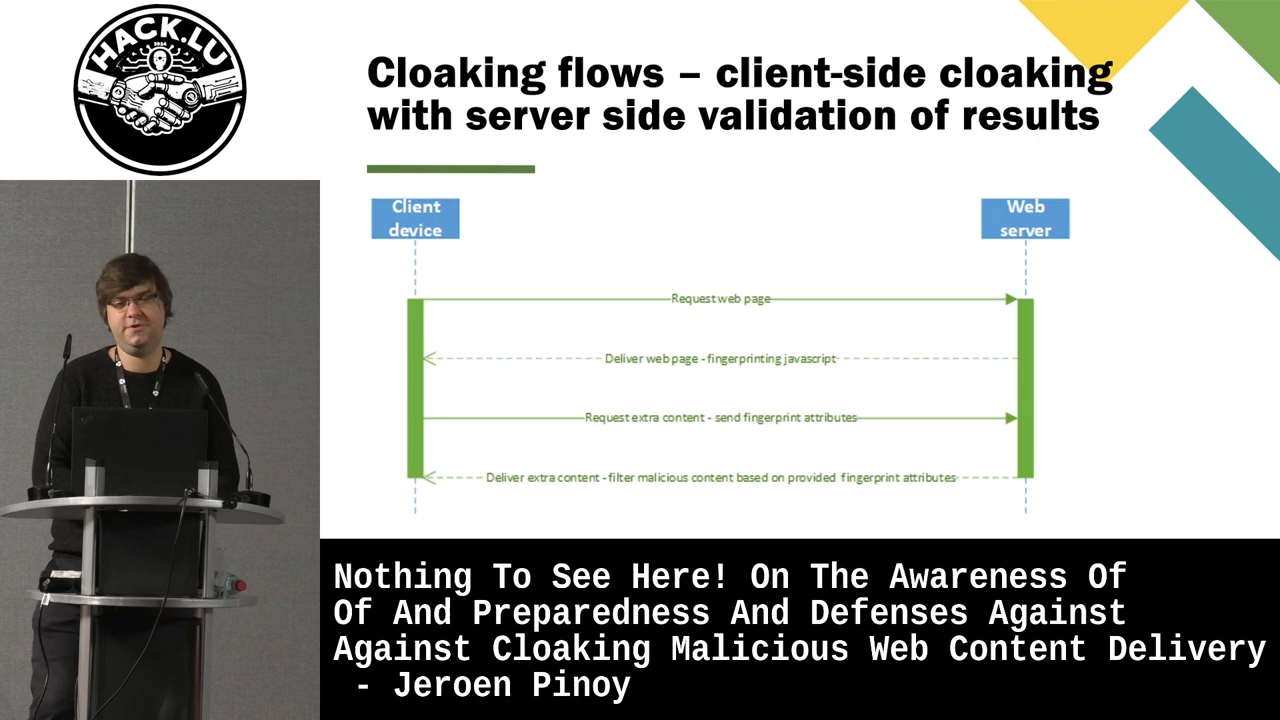 HACK.LU
2024
Cloaking flows – client-side cloaking
with server side validation of results
Client
device
Web
server
Request web page
Deliver web page - fingerprinting javascript
Request extra content - send fingerprint attributes
Deliver extra content - filter malicious content based on provided fingerprint attributes
Nothing To See Here! On The Awareness Of
Of And Preparedness And Defenses Against
Against Cloaking Malicious Web Content Delivery
- Jeroen Pinoy